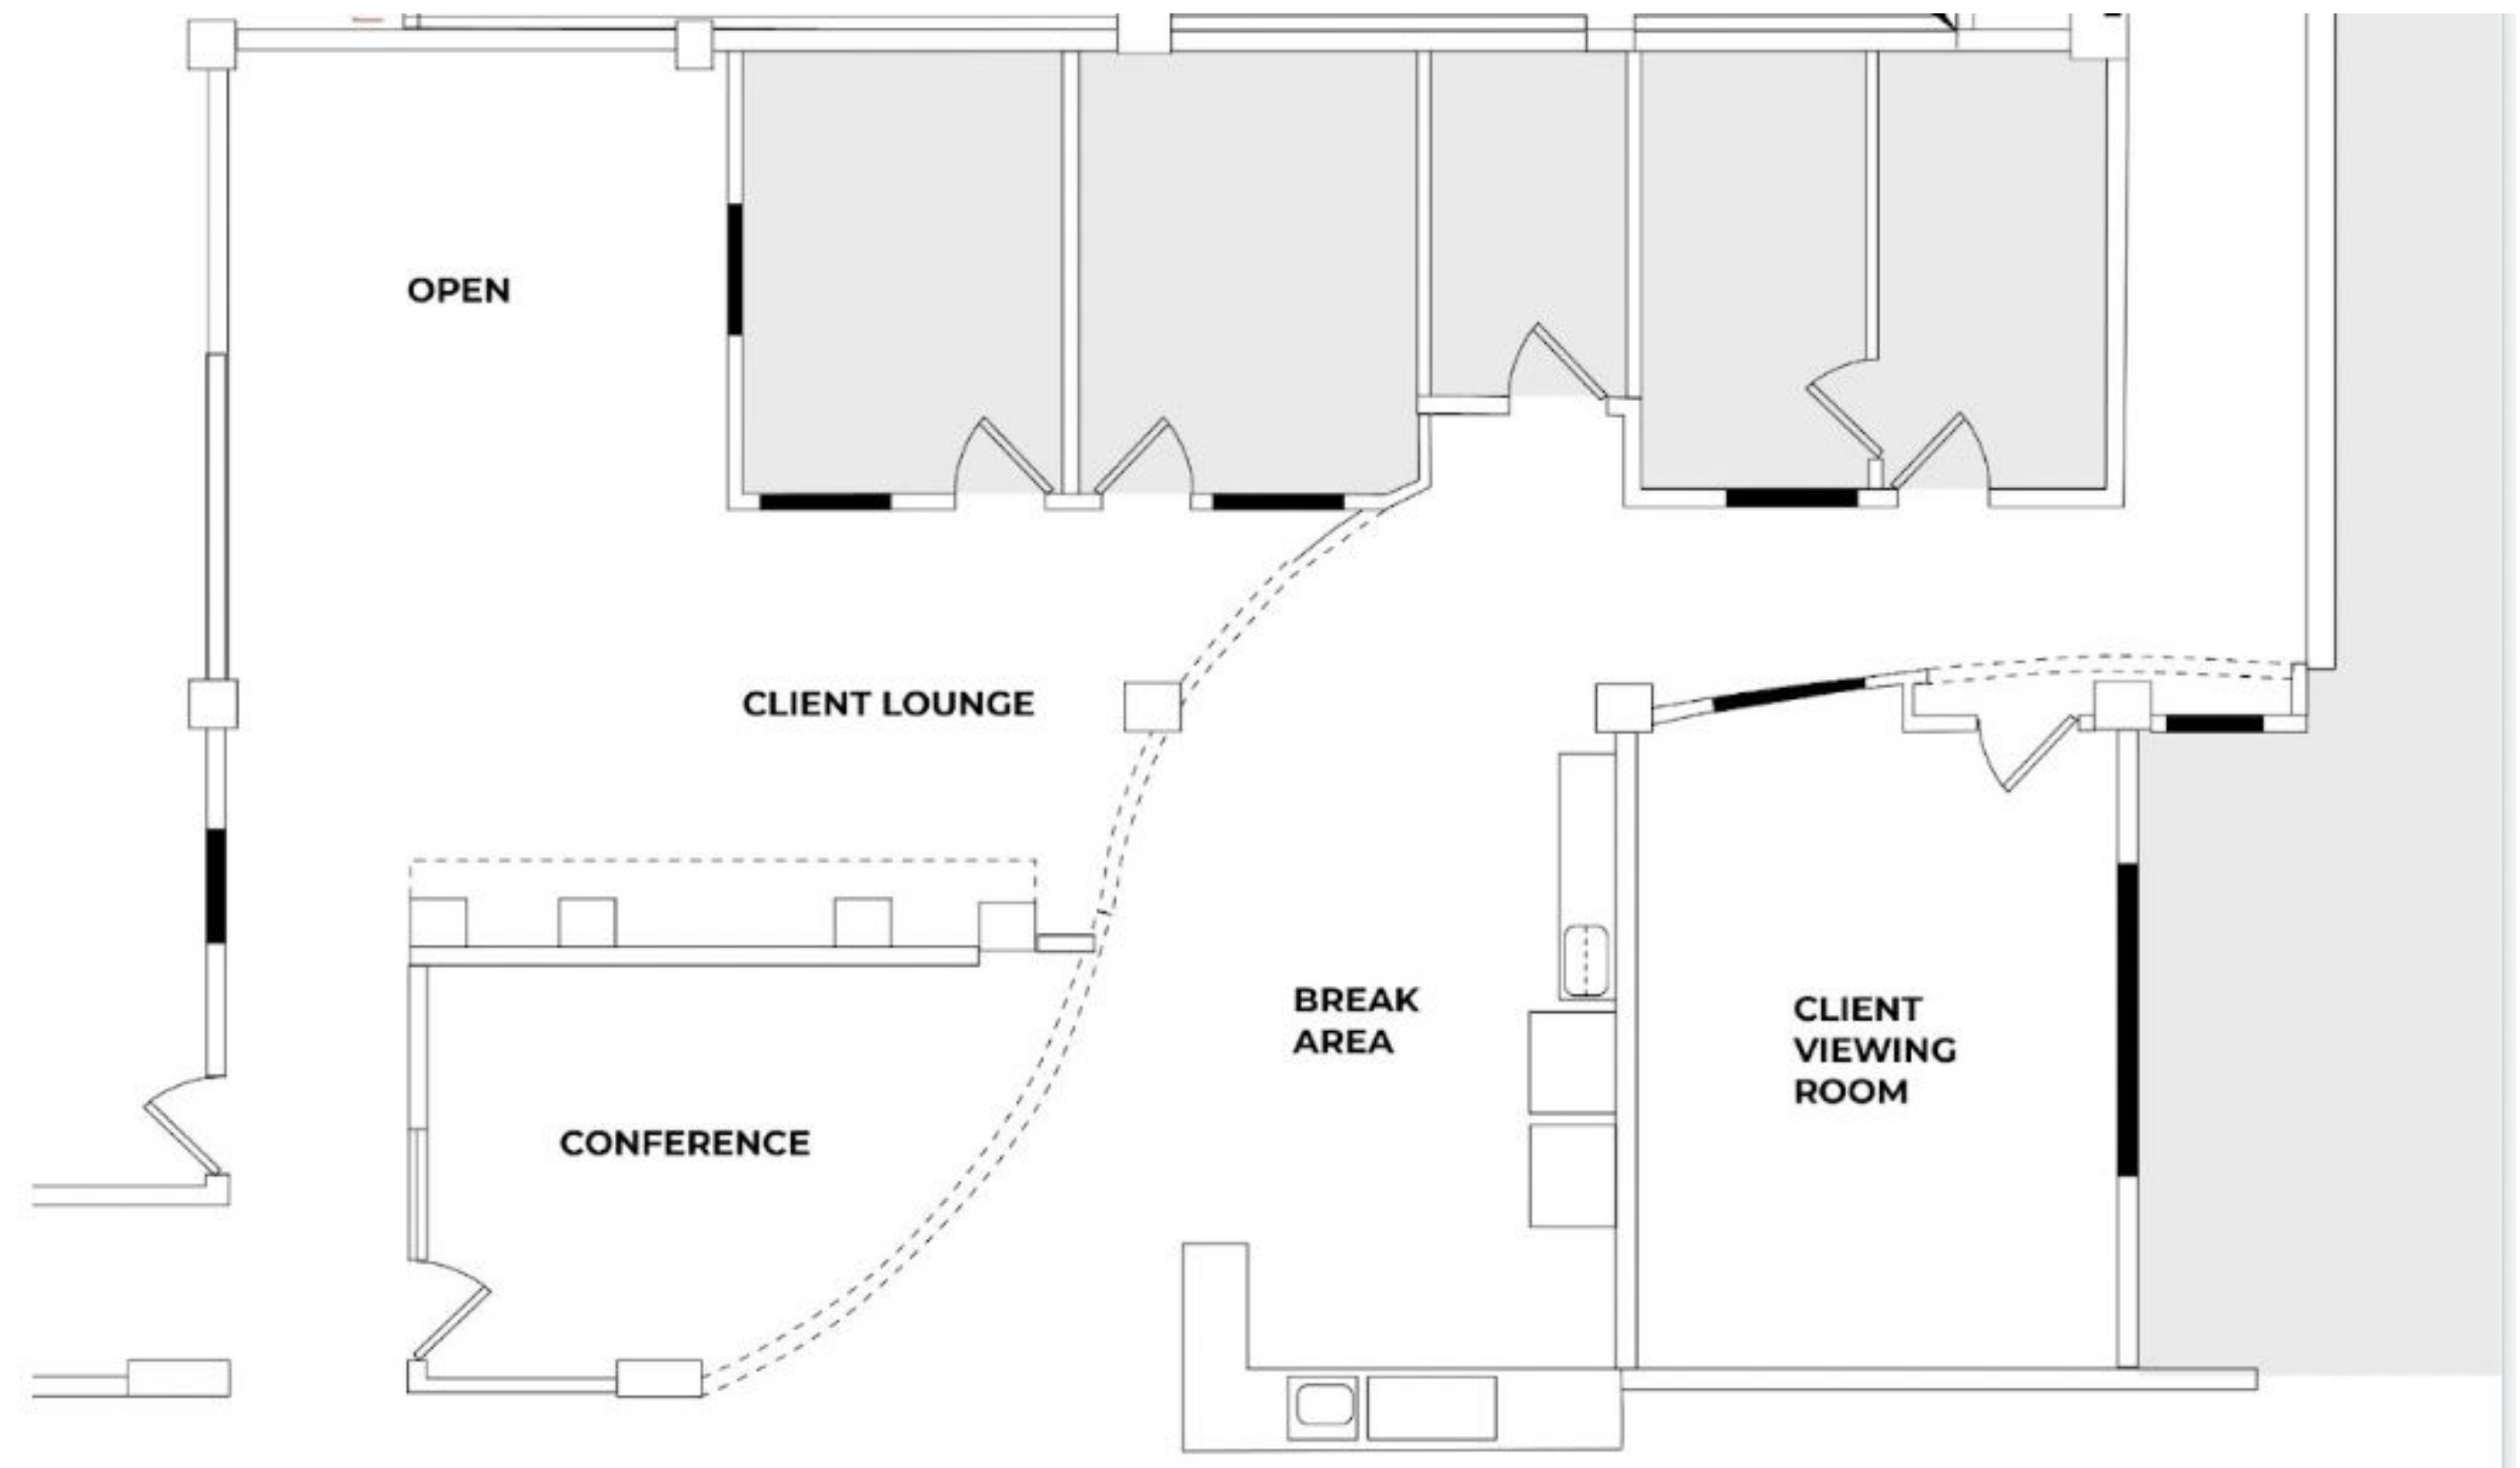 OPEN
CLIENT LOUNGE
BREAK
AREA
CLIENT
VIEWING
ROOM
CONFERENCE